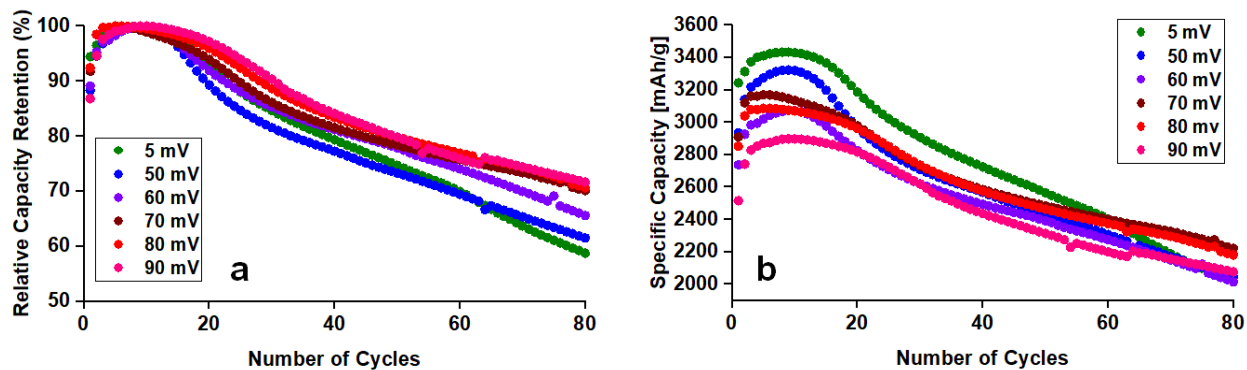 Relative Capacity Retention (%)
100
90
80
70
60
50
0
20
40
60
80
Number of Cycles
5 mV
50 mV
60 mV
70 mV
80 mV
90 mV
a
Specific Capacity [mAh/g]
3600
3400
3200
3000
2800
2600
2400
2200
2000
0
20
40
60
80
Number of Cycles
5 mV
50 mV
60 mV
70 mV
80 mv
90 mV
b